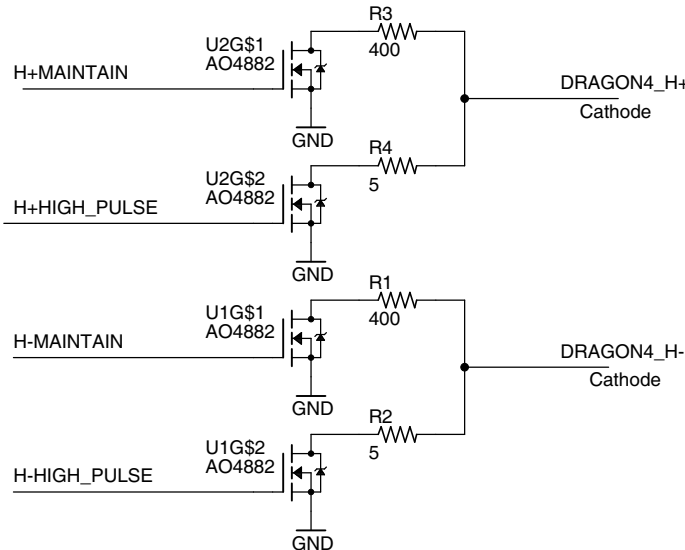 R3
U2G$1
AO4882
400
H+MAINTAIN
DRAGON4_H+
Cathode
GND
R4
U2G$2
AO4882
5
H+HIGH_PULSE
GND
R1
U1G$1
AO4882
400
H-MAINTAIN
DRAGON4_H-
Cathode
GND
R2
U1G$2
AO4882
5
H-HIGH_PULSE
GND